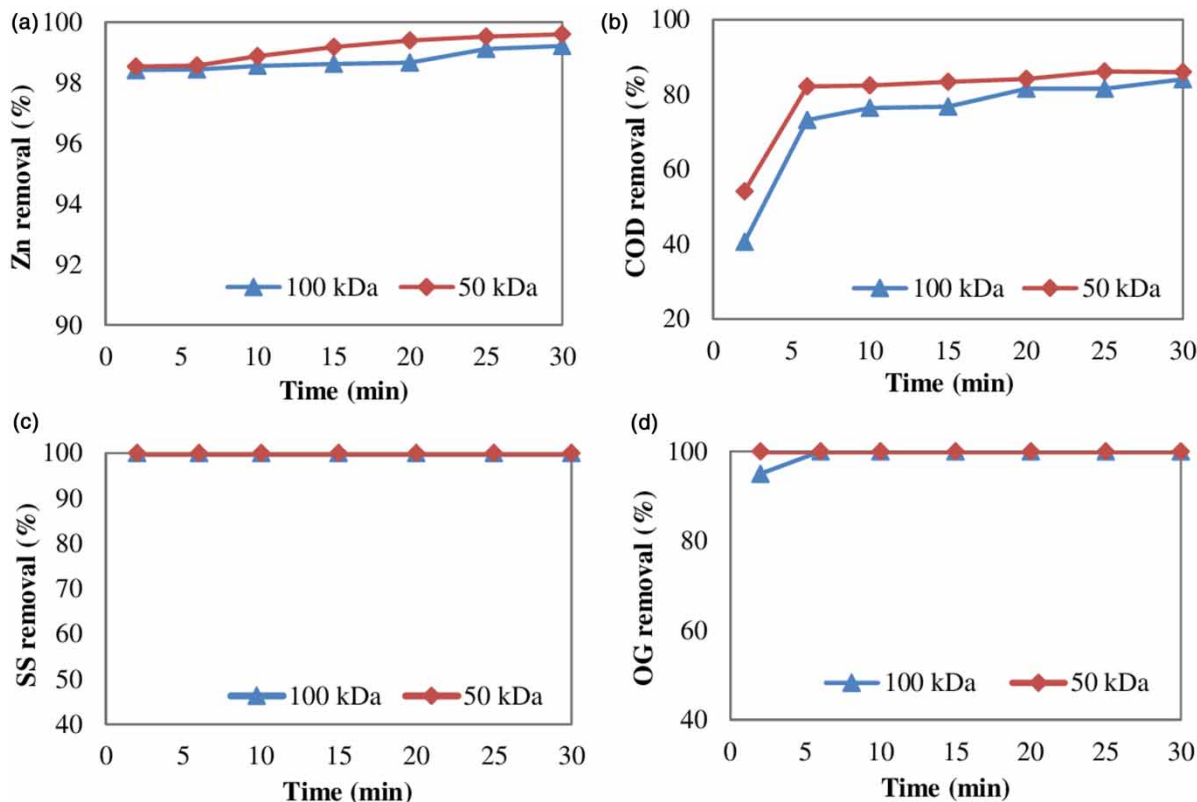 (a)
Zn removal (%)
100
98
96
94
92
90
100 kDa 50 kDa
0 5 10 15 20 25 30
Time (min)
(b)
COD removal (%)
100
80
60
40
20
100 kDa 50 kDa
0 5 10 15 20 25 30
Time (min)
(c)
SS removal (%)
100
90
80
70
60
50
40
100 kDa 50 kDa
0 5 10 15 20 25 30
Time (min)
(d)
OG removal (%)
100
80
60
40
100 kDa 50 kDa
0 5 10 15 20 25 30
Time (min)